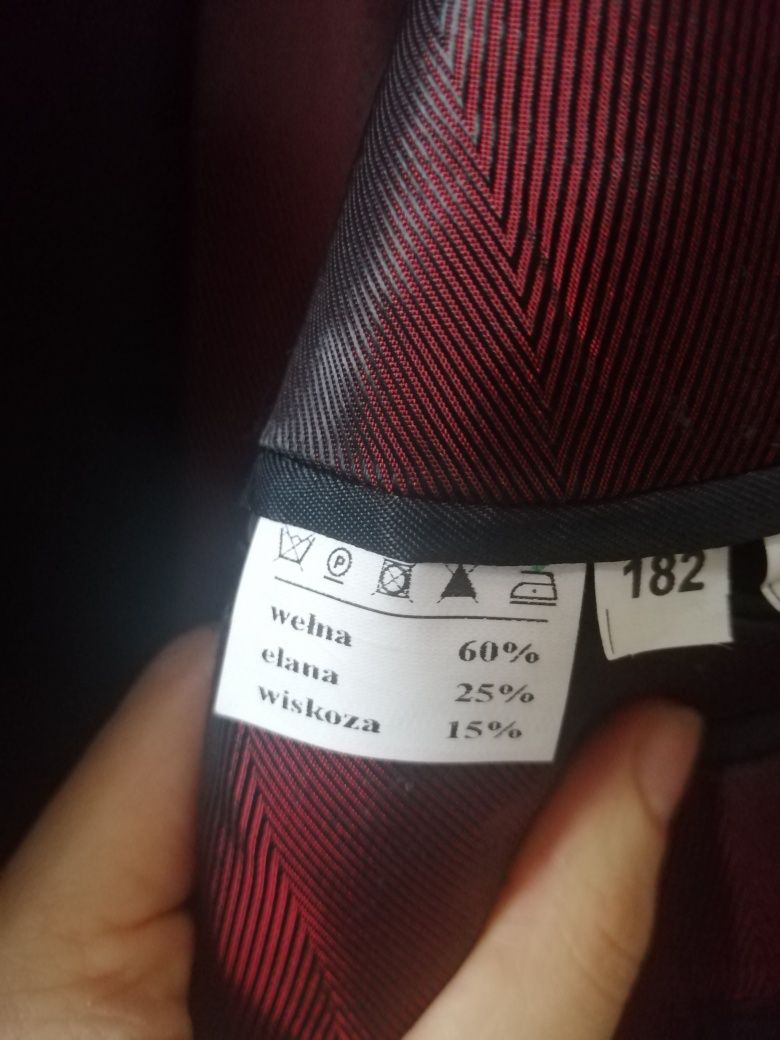 P
182
wełna 60%
elana 25%
wiskoza 15%